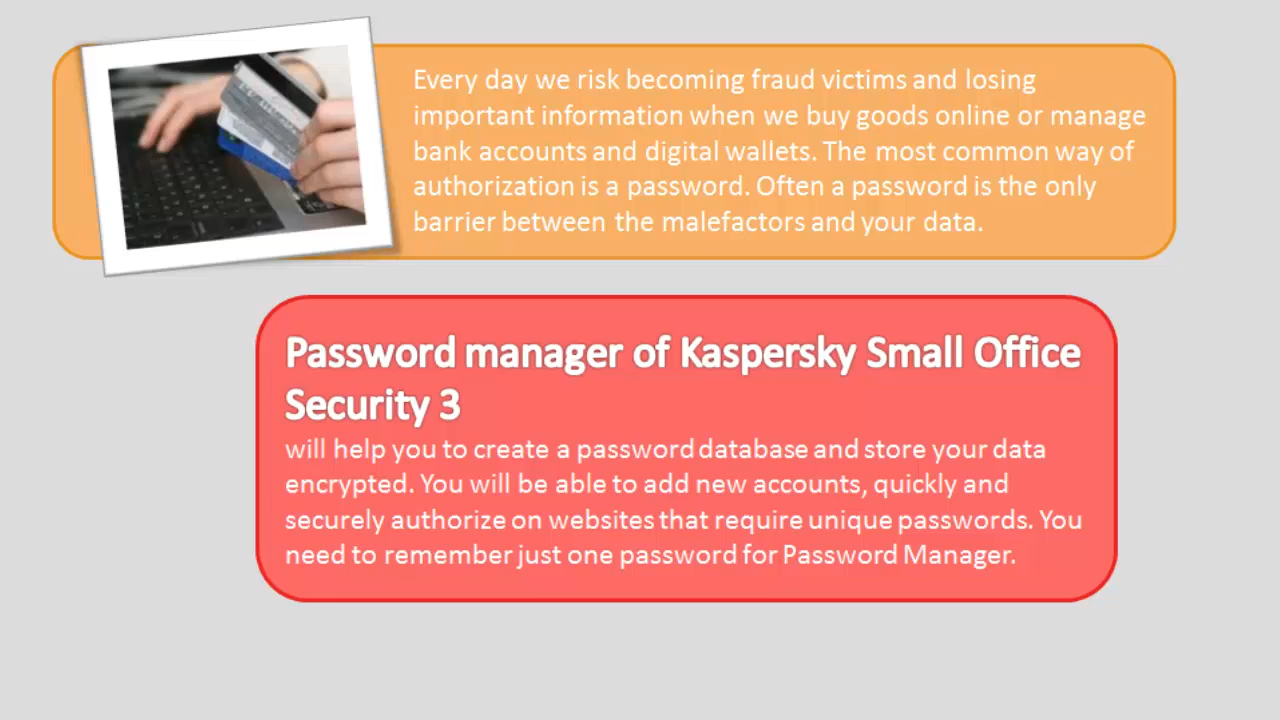 Every day we risk becoming fraud victims and losing
important information when we buy goods online or manage
bank accounts and digital wallets. The most common way of
authorization is a password. Often a password is the only
barrier between the malefactors and your data.
Password manager of Kaspersky Small Office
Security 3
will help you to create a password database and store your data
encrypted. You will be able to add new accounts, quickly and
securely authorize on websites that require unique passwords. You
need to remember just one password for Password Manager.